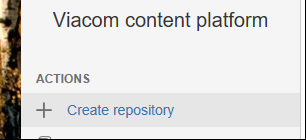 Viacom content platform
ACTIONS
Create repository